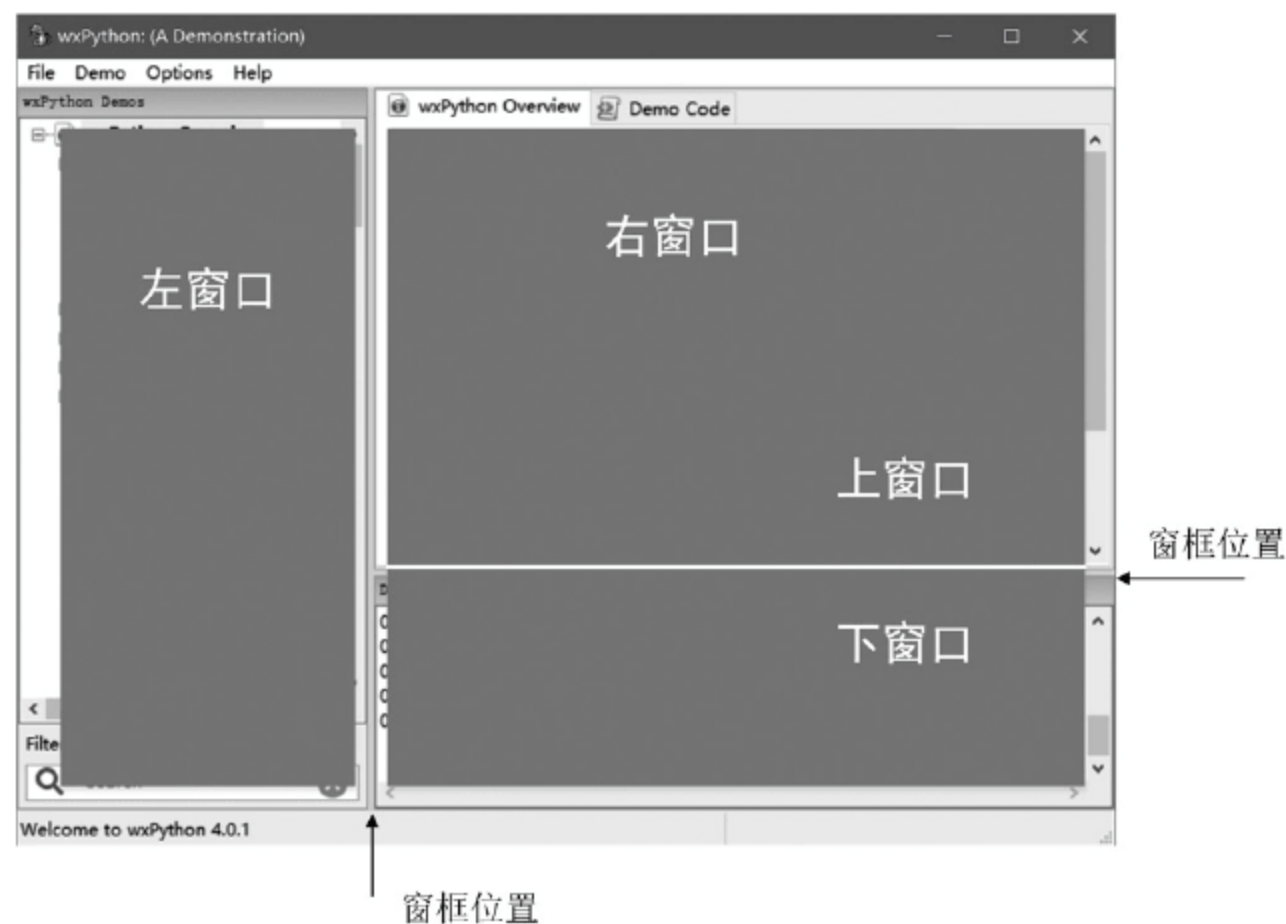 wxPython: (A Demonstration)
File Demo Options Help
wxPython Demos
wxPython Overview Demo Code
右窗口
左窗口
上窗口
窗框位置
下窗口
Filte
Welcome to wxPython 4.0.1
窗框位置